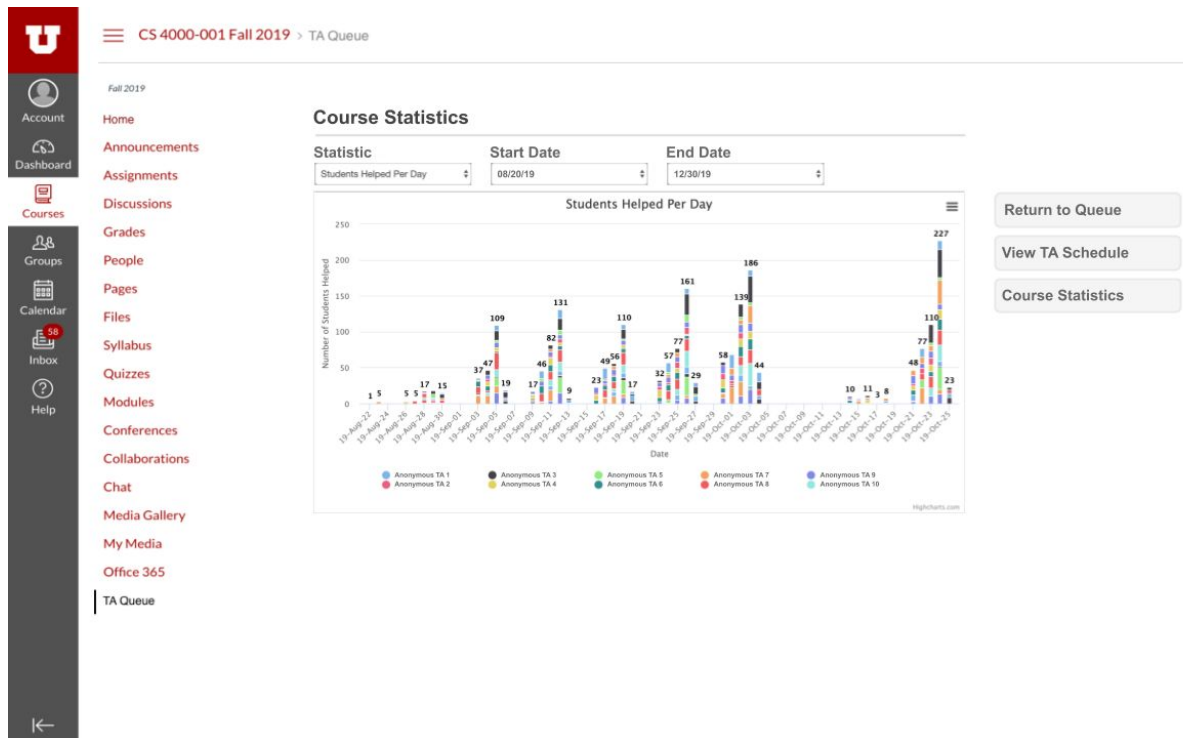 U
CS 4000-001 Fall 2019 > TA Queue
Account
Dashboard
Courses
Groups
Calendar
58
Inbox
Help
Fall 2019
Home
Announcements
Assignments
Discussions
Grades
People
Pages
Files
Syllabus
Quizzes
Modules
Conferences
Collaborations
Chat
Media Gallery
My Media
Office 365
TA Queue
Course Statistics
Statistic Start Date End Date
Students Helped Per Day 08/20/19 12/30/19
Students Helped Per Day
Number of Students Helped
250
200
150
100
50
0
1 5 5 5 17 15 37 47 109 19 17 46 82 131 9 23 49 56 110 17 32 57 77 161 29 58 139 186 44 10 11 3 8 48 77 110 227 23
19-Aug-22 19-Aug-24 19-Aug-26 19-Aug-28 19-Aug-30 19-Sep-01 19-Sep-03 19-Sep-05 19-Sep-07 19-Sep-09 19-Sep-11 19-Sep-13 19-Sep-15 19-Sep-17 19-Sep-19 19-Sep-21 19-Sep-23 19-Sep-25 19-Sep-27 19-Sep-29 19-Oct-01 19-Oct-03 19-Oct-05 19-Oct-07 19-Oct-09 19-Oct-11 19-Oct-13 19-Oct-15 19-Oct-17 19-Oct-19 19-Oct-21 19-Oct-23 19-Oct-25
Date
Anonymous TA 1 Anonymous TA 3 Anonymous TA 5 Anonymous TA 7 Anonymous TA 9
Anonymous TA 2 Anonymous TA 4 Anonymous TA 6 Anonymous TA 8 Anonymous TA 10
Highcharts.com
Return to Queue
View TA Schedule
Course Statistics